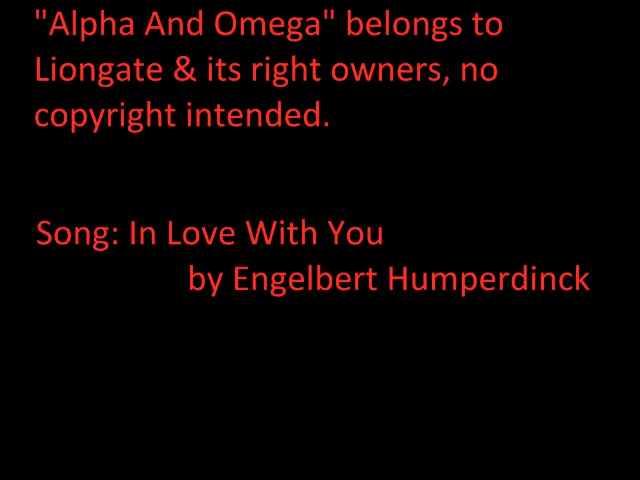 "Alpha And Omega" belongs to
Liongate & its right owners, no
copyright intended.
Song: In Love With You
by Engelbert Humperdinck